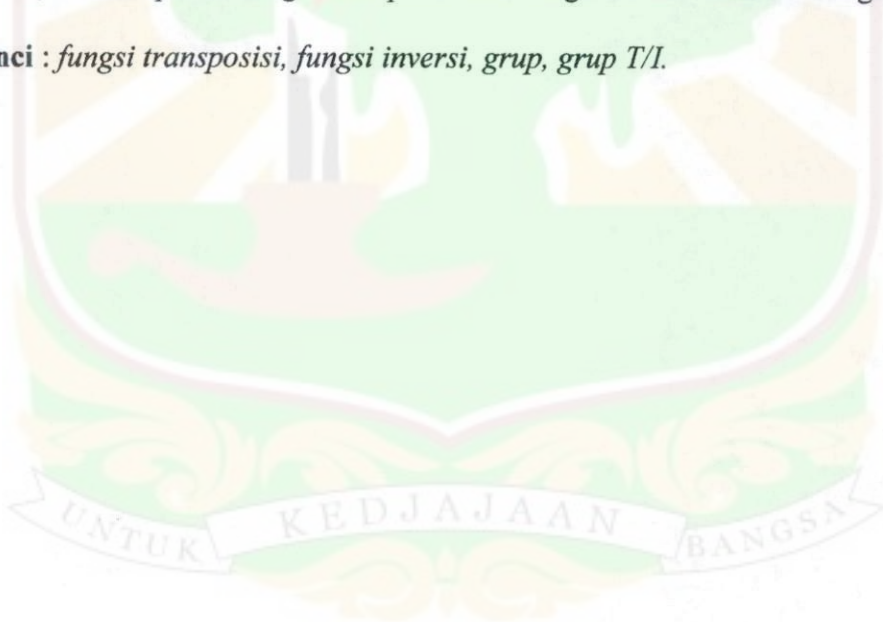 nci : fungsi transposisi, fungsi inversi, grup, grup T/I.
UNTUK KEDJAJAAN BANGSA